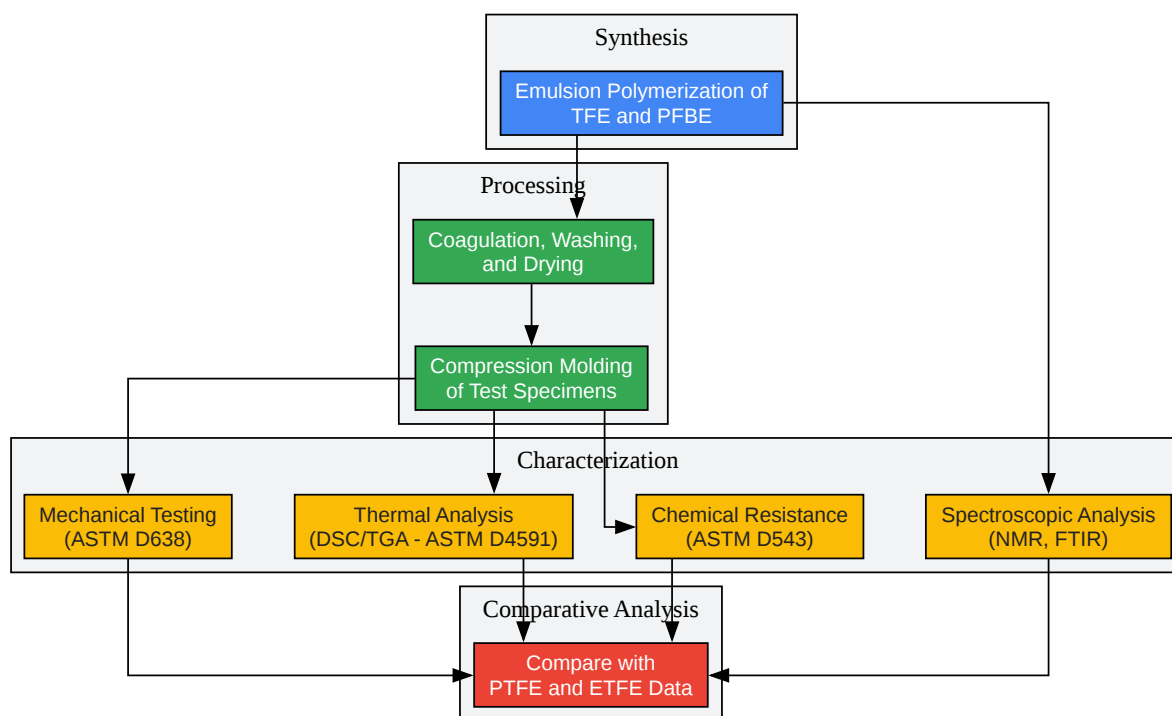 Synthesis
Emulsion Polymerization of
TFE and PFBE
Processing
Coagulation, Washing,
and Drying
Compression Molding
of Test Specimens
Characterization
Mechanical Testing
(ASTM D638)
Thermal Analysis
(DSC/TGA - ASTM D4591)
Chemical Resistance
(ASTM D543)
Spectroscopic Analysis
(NMR, FTIR)
Comparative Analysis
Compare with
PTFE and ETFE Data